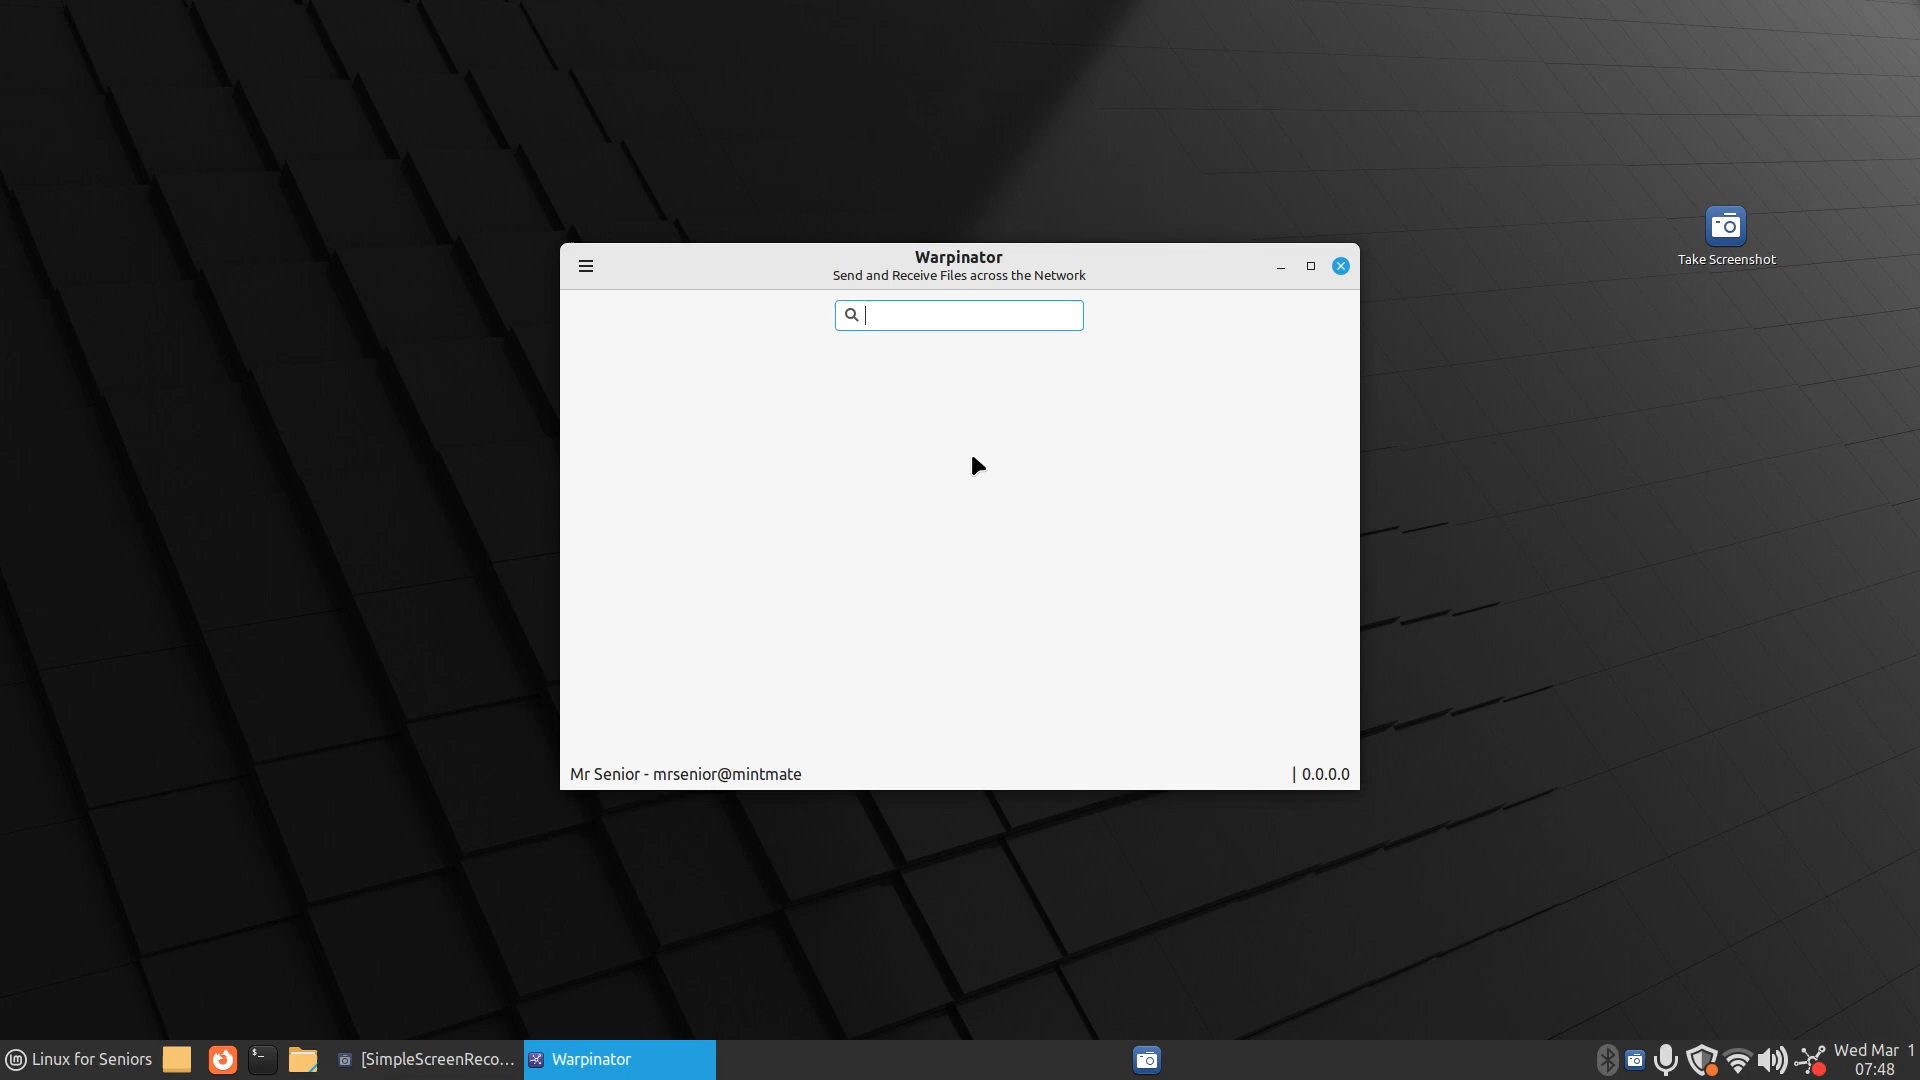 Warpinator
Send and Receive Files across the Network
Take Screenshot
Mr Senior - mrsenior@mintmate
| 0.0.0.0
Linux for Seniors
[SimpleScreenReco...
Warpinator
Wed Mar 1
07:48